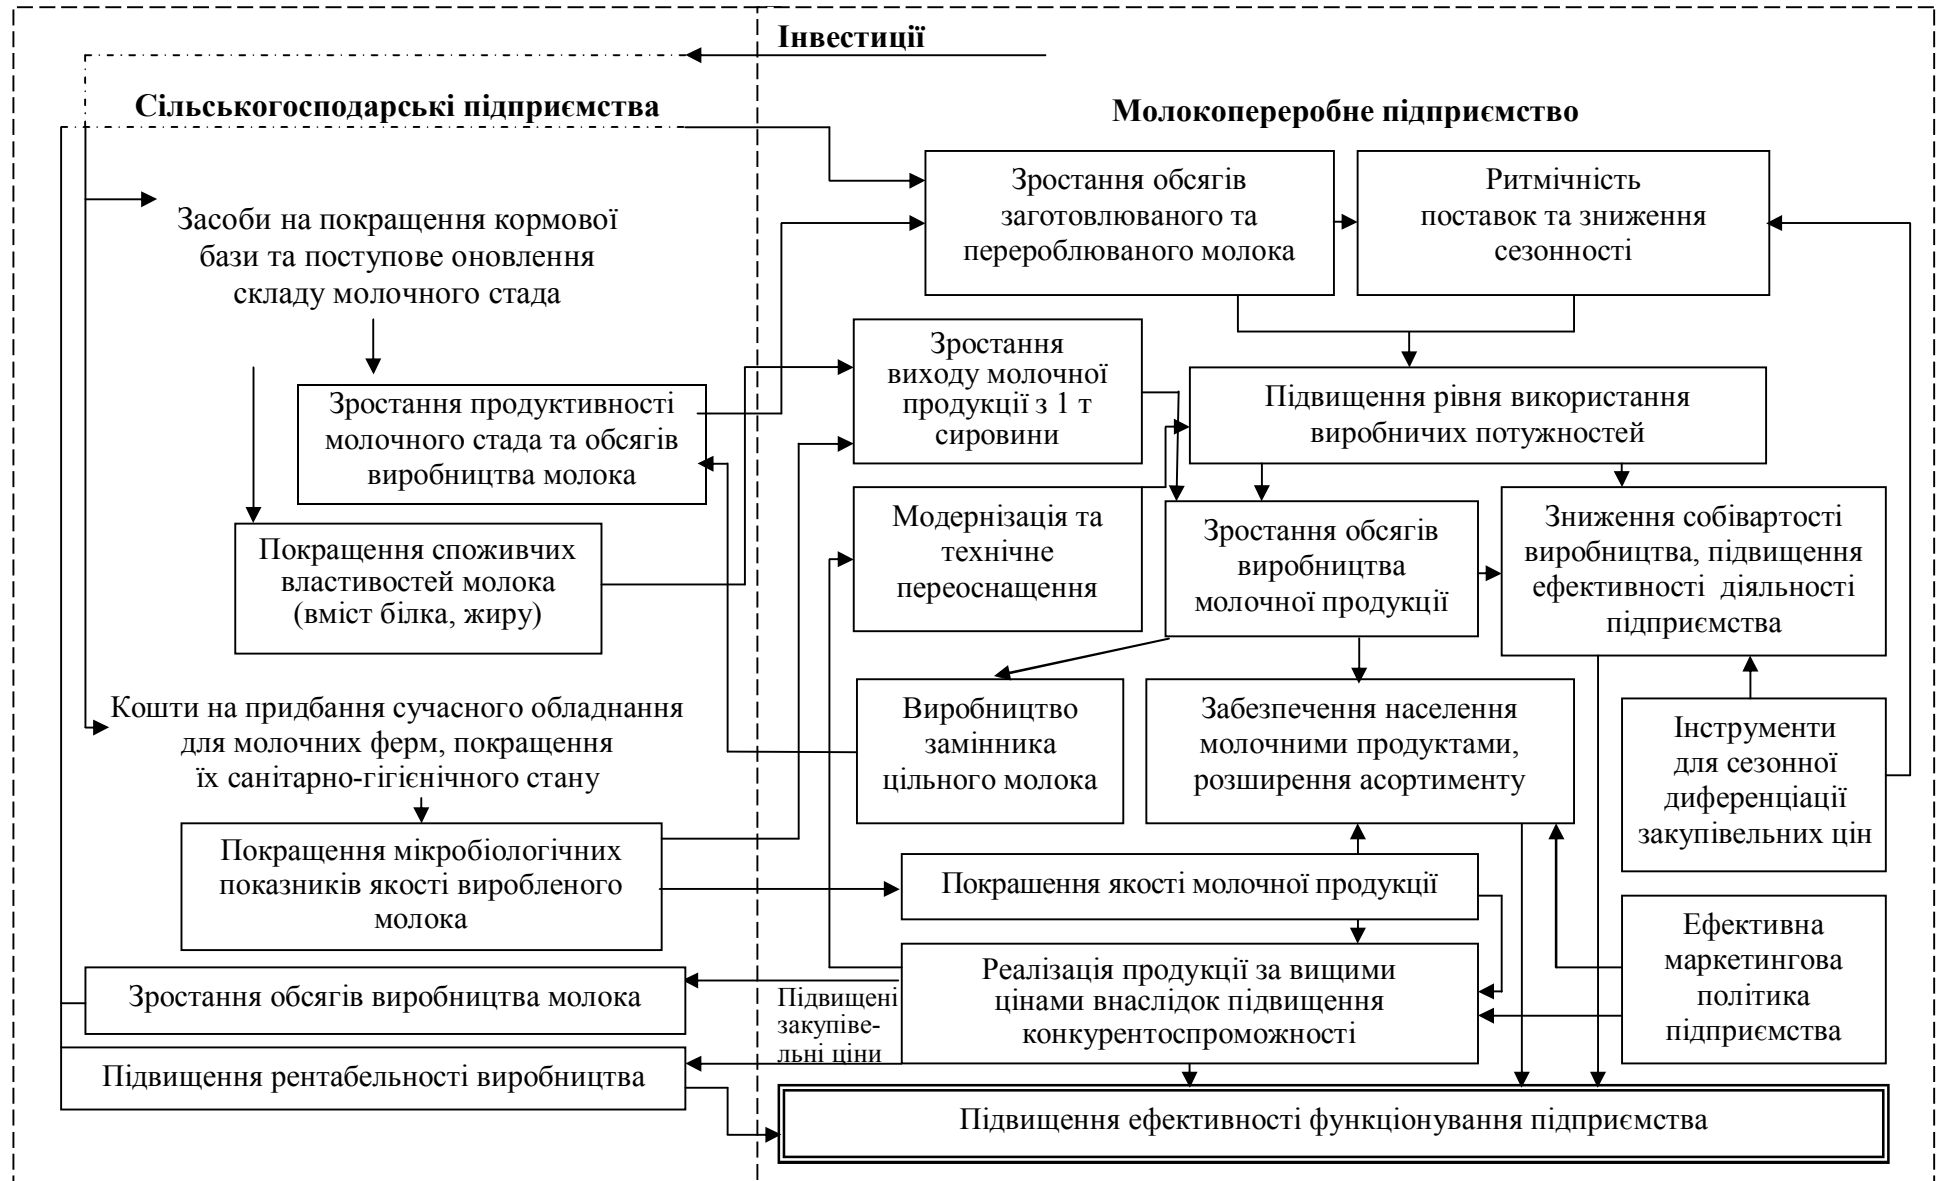 Інвестиції
Сільськогосподарські підприємства
Молокопереробне підприємство
Засоби на покращення кормової
бази та поступове оновлення
складу молочного стада
Зростання продуктивності
молочного стада та обсягів
виробництва молока
Покращення споживчих
властивостей молока
(вміст білка, жиру)
Кошти на придбання сучасного обладнання
для молочних ферм, покращення
їх санітарно-гігієнічного стану
Покращення мікробіологічних
показників якості виробленого
молока
Зростання обсягів виробництва молока
Підвищення рентабельності виробництва
Підвищені
закупіве-
льні ціни
Зростання обсягів
заготовлюваного та
перероблюваного молока
Ритмічність
поставок та зниження
сезонності
Зростання
виходу молочної
продукції з 1 т
сировини
Підвищення рівня використання
виробничих потужностей
Модернізація та
технічне
переоснащення
Зростання обсягів
виробництва
молочної продукції
Зниження собівартості
виробництва, підвищення
ефективності діяльності
підприємства
Виробництво
замінника
цільного молока
Забезпечення населення
молочними продуктами,
розширення асортименту
Інструменти
для сезонної
диференціації
закупівельних цін
Покрашення якості молочної продукції
Реалізація продукції за вищими
цінами внаслідок підвищення
конкурентоспроможності
Ефективна
маркетингова
політика
підприємства
Підвищення ефективності функціонування підприємства